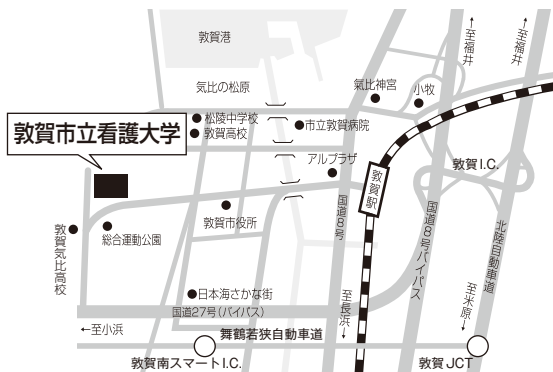 敦賀港
←至福井
←至福井
気比の松原
氣比神宮
小牧
松陵中学校
敦賀高校
市立敦賀病院
敦賀市立看護大学
アルプラザ
敦賀I.C.
敦賀駅
敦賀市役所
国道8号
国道8号バイパス
北陸自動車道
総合運動公園
敦賀気比高校
日本海さかな街
国道27号(バイパス)
至長浜→
至米原→
←至小浜
舞鶴若狭自動車道
敦賀南スマートI.C.
敦賀JCT